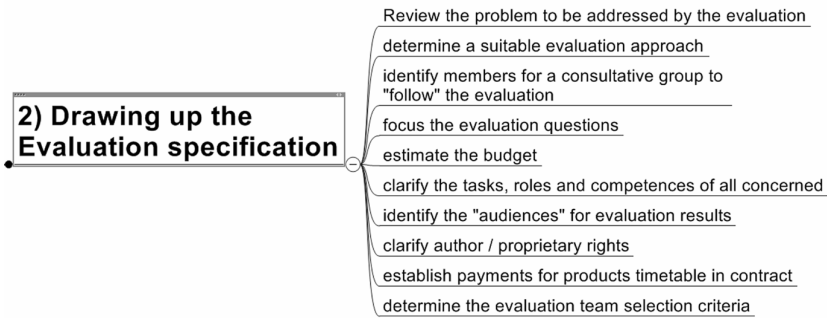 2) Drawing up the
Evaluation specification
Review the problem to be addressed by the evaluation
determine a suitable evaluation approach
identify members for a consultative group to
"follow" the evaluation
focus the evaluation questions
estimate the budget
clarify the tasks, roles and competences of all concerned
identify the "audiences" for evaluation results
clarify author / proprietary rights
establish payments for products timetable in contract
determine the evaluation team selection criteria